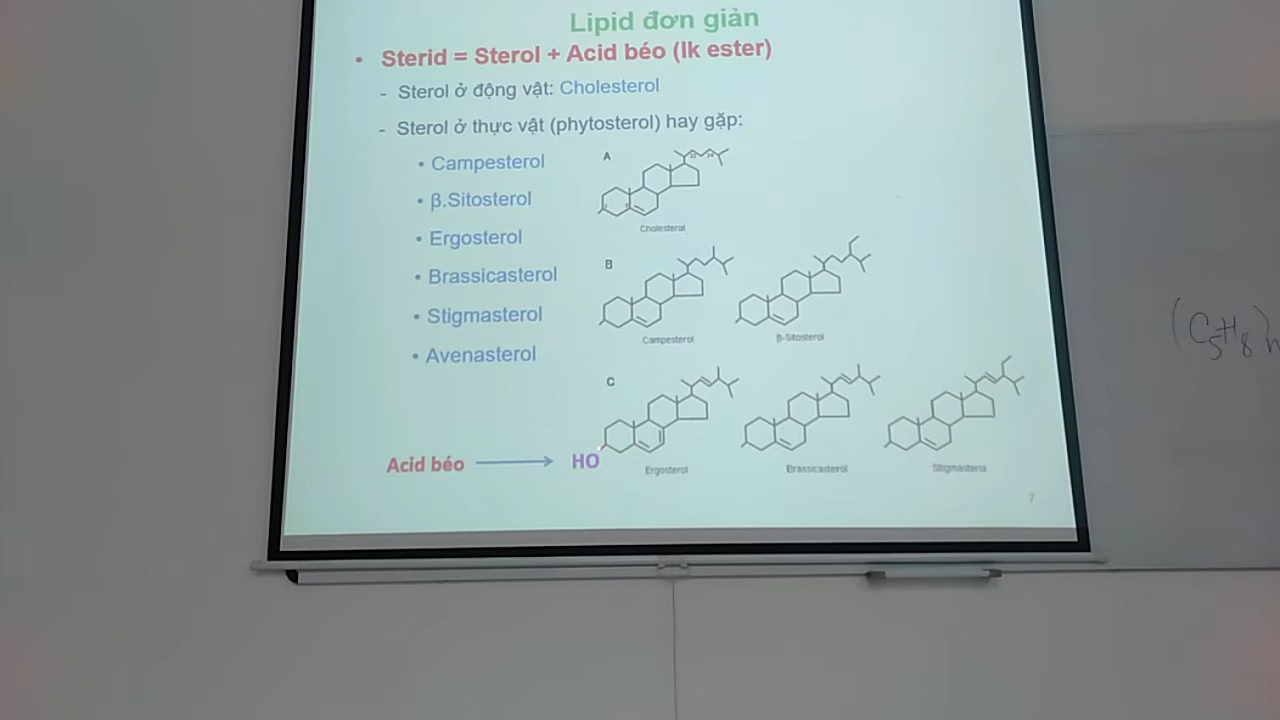 Lipid đơn giản
• Sterid = Sterol + Acid béo (lk ester)
- Sterol ở động vật: Cholesterol
- Sterol ở thực vật (phytosterol) hay gặp:
• Campesterol
• β.Sitosterol
• Ergosterol
• Brassicasterol
• Stigmasterol
• Avenasterol
A
Cholesterol
B
Campesterol
β-Sitosterol
C
Ergosterol
Brassicasterol
Stigmasterol
Acid béo
HO
7
(C5H8)n